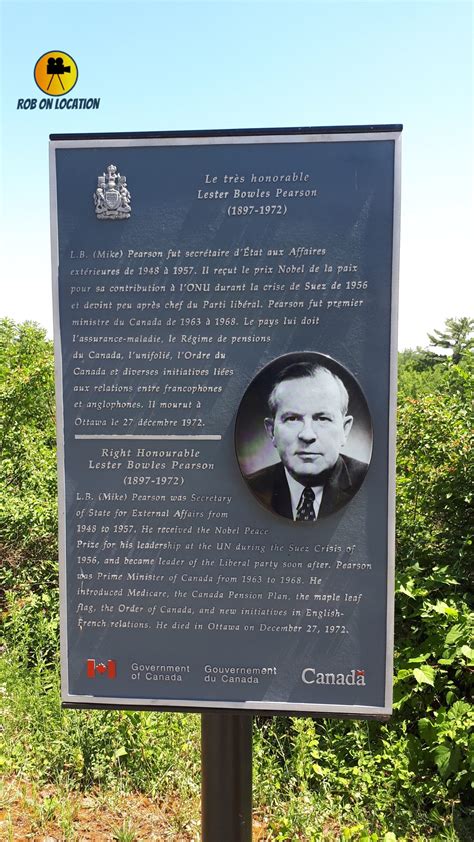 ROB ON LOCATION
Le très honorable
Lester Bowles Pearson
(1897-1972)
L.B. (Mike) Pearson fut secrétaire d'État aux Affaires
extérieures de 1948 à 1957. Il reçut le prix Nobel de la paix
pour sa contribution à l'ONU durant la crise de Suez de 1956
et devint peu après chef du Parti libéral. Pearson fut premier
ministre du Canada de 1963 à 1968. Le pays lui doit
l'assurance-maladie, le Régime de pensions
du Canada, l'unifolié, l'Ordre du
Canada et diverses initiatives liées
aux relations entre francophones
et anglophones. Il mourut à
Ottawa le 27 décembre 1972.
Right Honourable
Lester Bowles Pearson
(1897-1972)
L.B. (Mike) Pearson was Secretary
of State for External Affairs from
1948 to 1957. He received the Nobel Peace
Prize for his leadership at the UN during the Suez Crisis of
1956, and became leader of the Liberal party soon after. Pearson
was Prime Minister of Canada from 1963 to 1968. He
introduced Medicare, the Canada Pension Plan, the maple leaf
flag, the Order of Canada, and new initiatives in English-
French relations. He died in Ottawa on December 27, 1972.
Government
of Canada
Gouvernement
du Canada
Canada